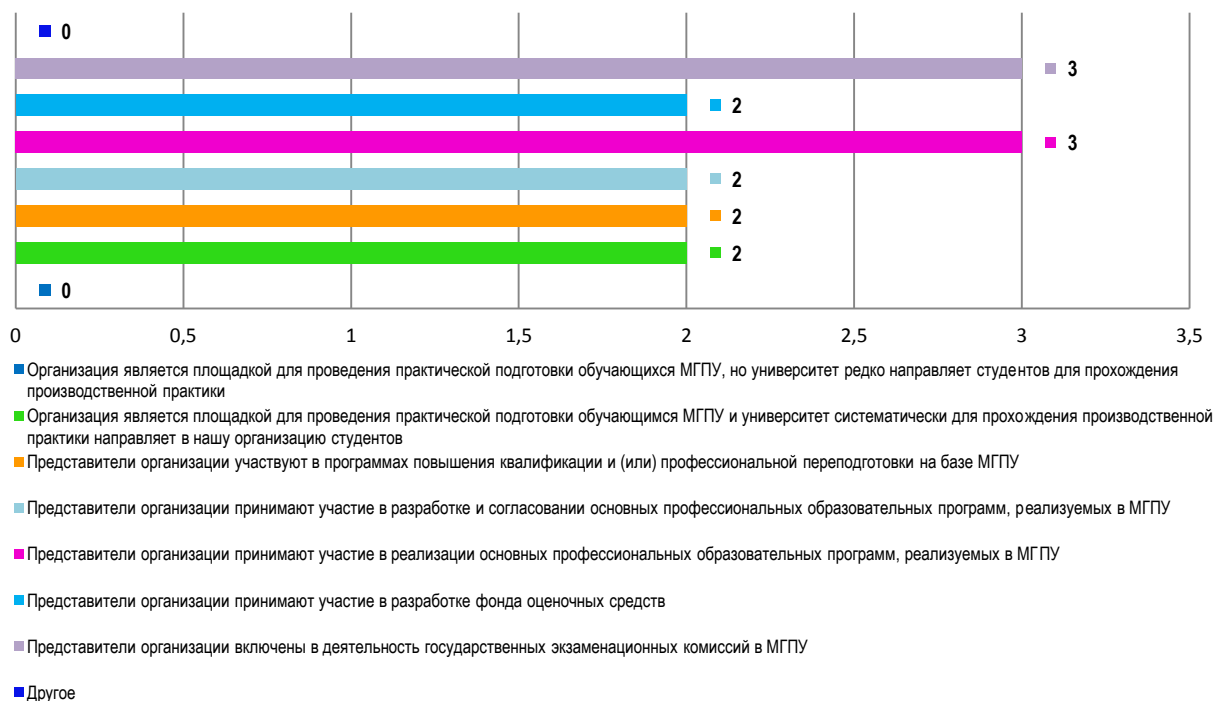 0
3
2
3
2
2
2
0
0 0,5 1 1,5 2 2,5 3 3,5
Организация является площадкой для проведения практической подготовки обучающихся МГПУ, но университет редко направляет студентов для прохождения
производственной практики
Организация является площадкой для проведения практической подготовки обучающимся МГПУ и университет систематически для прохождения производственной
практики направляет в нашу организацию студентов
Представители организации участвуют в программах повышения квалификации и (или) профессиональной переподготовки на базе МГПУ
Представители организации принимают участие в разработке и согласовании основных профессиональных образовательных программ, реализуемых в МГПУ
Представители организации принимают участие в реализации основных профессиональных образовательных программ, реализуемых в МГПУ
Представители организации принимают участие в разработке фонда оценочных средств
Представители организации включены в деятельность государственных экзаменационных комиссий в МГПУ
Другое